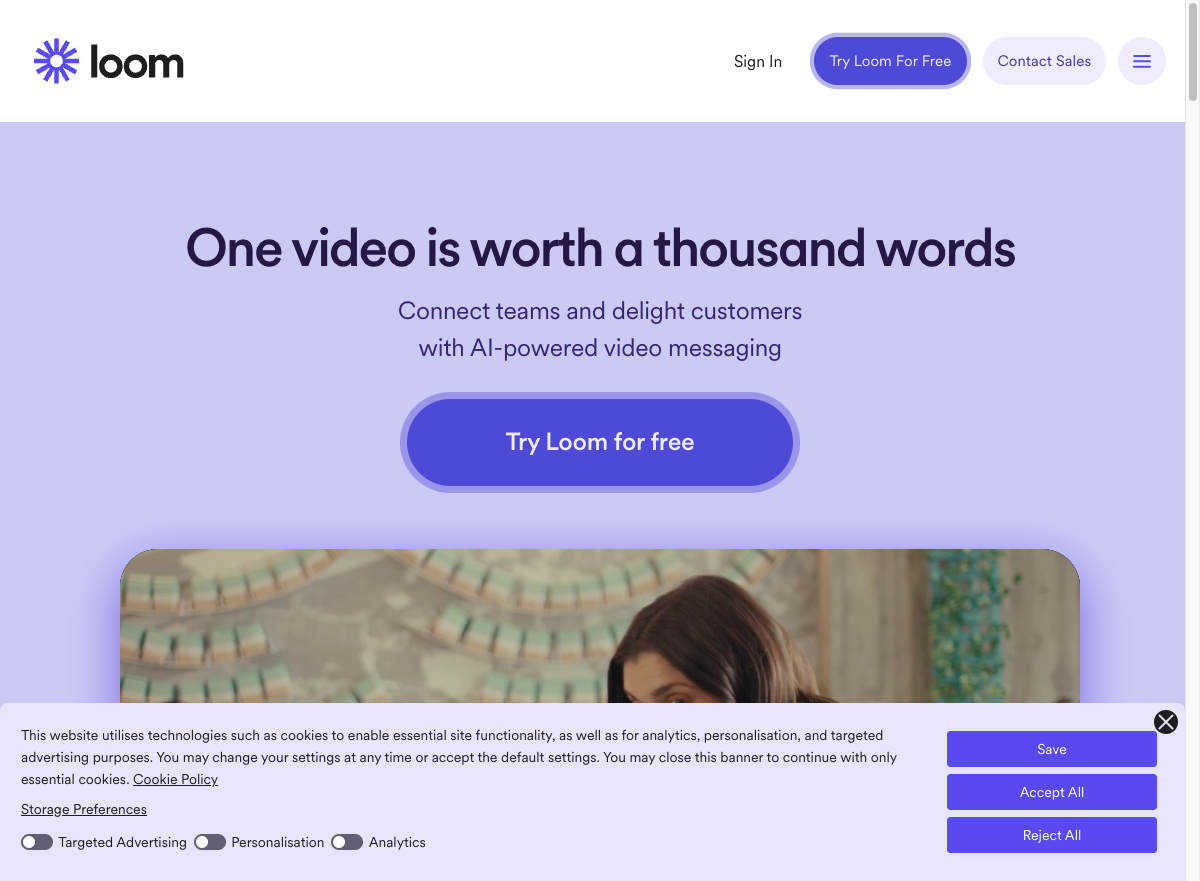 loom
Sign In
Try Loom For Free
Contact Sales
One video is worth a thousand words
Connect teams and delight customers
with AI-powered video messaging
Try Loom for free
This website utilises technologies such as cookies to enable essential site functionality, as well as for analytics, personalisation, and targeted
advertising purposes. You may change your settings at any time or accept the default settings. You may close this banner to continue with only
essential cookies. Cookie Policy
Storage Preferences
Targeted Advertising
Personalisation
Analytics
Save
Accept All
Reject All